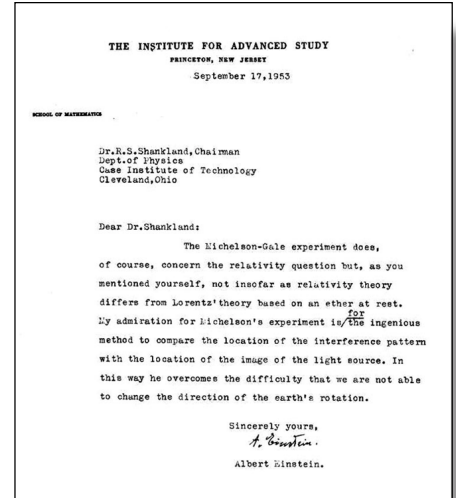 THE INSTITUTE FOR ADVANCED STUDY
PRINCETON, NEW JERSEY
September 17,1953
SCHOOL OF MATHEMATICS
Dr.R.S.Shankland,Chairman
Dept.of Physics
Case Institute of Technology
Cleveland,Ohio
Dear Dr.Shankland:
The Michelson-Gale experiment does,
of course, concern the relativity question but, as you
mentioned yourself, not insofar as relativity theory
differs from Lorentz'theory based on an ether at rest.
for
My admiration for Michelson's experiment is/the ingenious
method to compare the location of the interference pattern
with the location of the image of the light source. In
this way he overcomes the difficulty that we are not able
to change the direction of the earth's rotation.
Sincerely yours,
A. Einstein.
Albert Einstein.